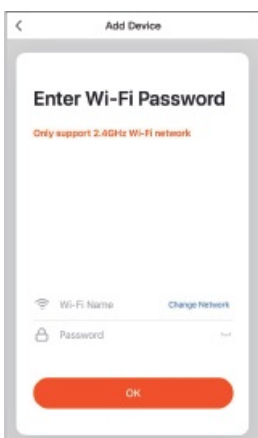 Add Device
Enter Wi-Fi Password
Only support 2.4GHz Wi-Fi network
Wi-Fi Name Change Network
Password
OK